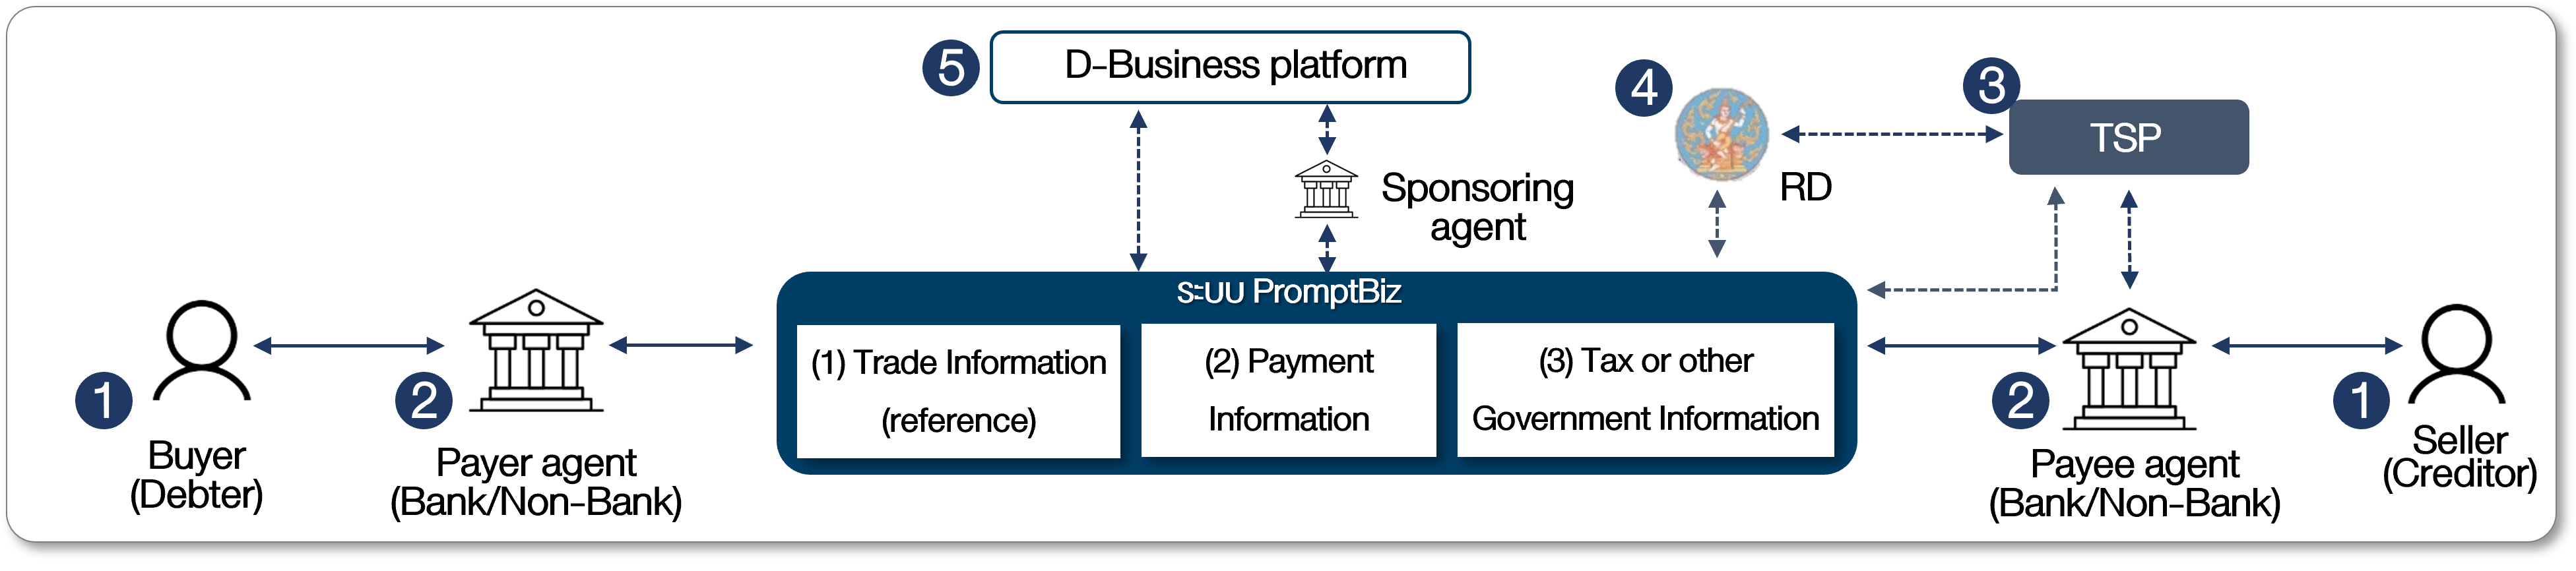 5
D-Business platform
4
3
TSP
RD
Sponsoring
agent
ระบบ PromptBiz
(1) Trade Information
(reference)
(2) Payment
Information
(3) Tax or other
Government Information
1
Buyer
(Debter)
2
Payer agent
(Bank/Non-Bank)
2
Payee agent
(Bank/Non-Bank)
1
Seller
(Creditor)